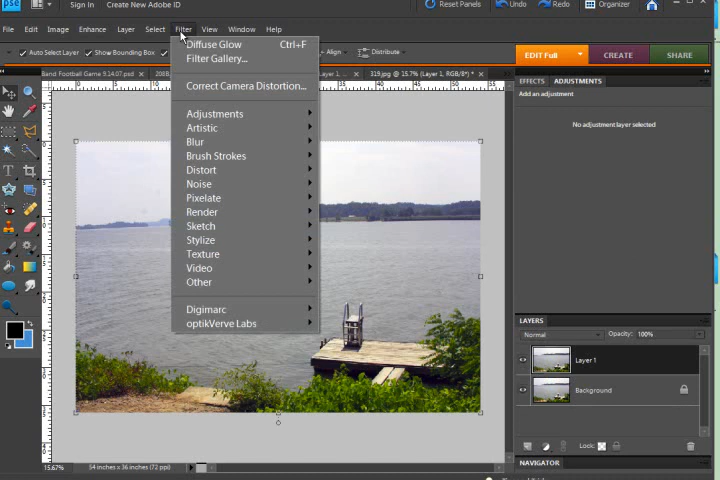 pse Sign In Create New Adobe ID Reset Panels Undo Redo Organizer
File Edit Image Enhance Layer Select Filter View Window Help
Auto Select Layer Show Bounding Box Align Distribute
EDIT Full CREATE SHARE
Band Football Game 9.14.07.psd × 208B 1, ... × 319.jpg @ 15.7% (Layer 1, RGB/8*) * ×
Diffuse Glow Ctrl+F
Filter Gallery...
Correct Camera Distortion...
Adjustments
Artistic
Blur
Brush Strokes
Distort
Noise
Pixelate
Render
Sketch
Stylize
Texture
Video
Other
Digimarc
optikVerve Labs
EFFECTS ADJUSTMENTS
Add an adjustment
No adjustment layer selected
LAYERS
Normal Opacity: 100%
Layer 1
Background
Lock:
NAVIGATOR
15.67% 54 inches x 36 inches (72 ppi)